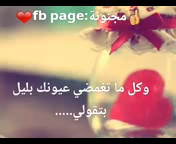 ❤️fb page:مجنونة👍
وكل ما تغمضي عيونك بليل
بتقولي.....